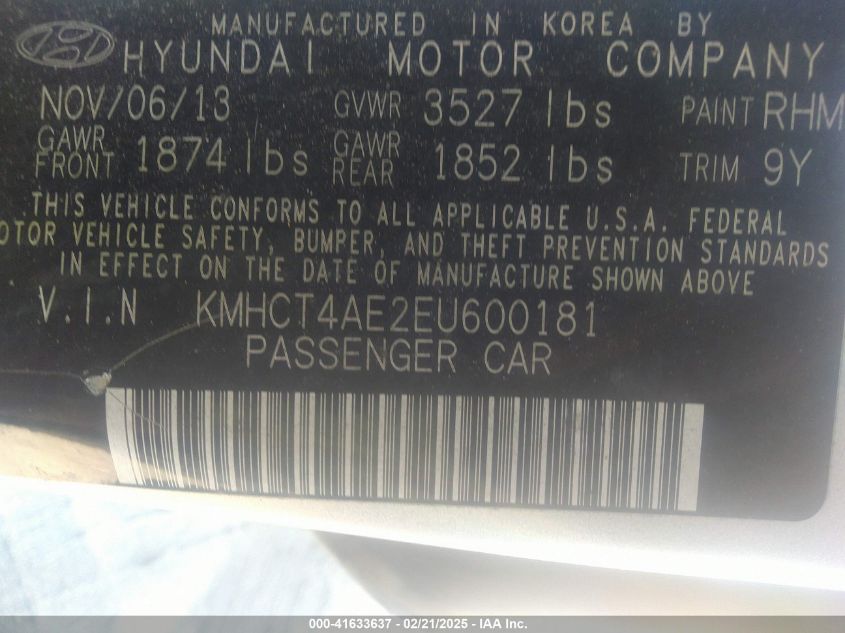 MANUFACTURED IN KOREA BY
HYUNDAI MOTOR COMPANY
NOV/06/13 GVWR 3527 lbs PAINT RHM
GAWR FRONT 1874 lbs GAWR REAR 1852 lbs TRIM 9Y
THIS VEHICLE CONFORMS TO ALL APPLICABLE U.S.A. FEDERAL
OTOR VEHICLE SAFETY, BUMPER, AND THEFT PREVENTION STANDARDS
IN EFFECT ON THE DATE OF MANUFACTURE SHOWN ABOVE
V.I.N KMHCT4AE2EU600181
PASSENGER CAR
000-41633637 - 02/21/2025 - IAA Inc.